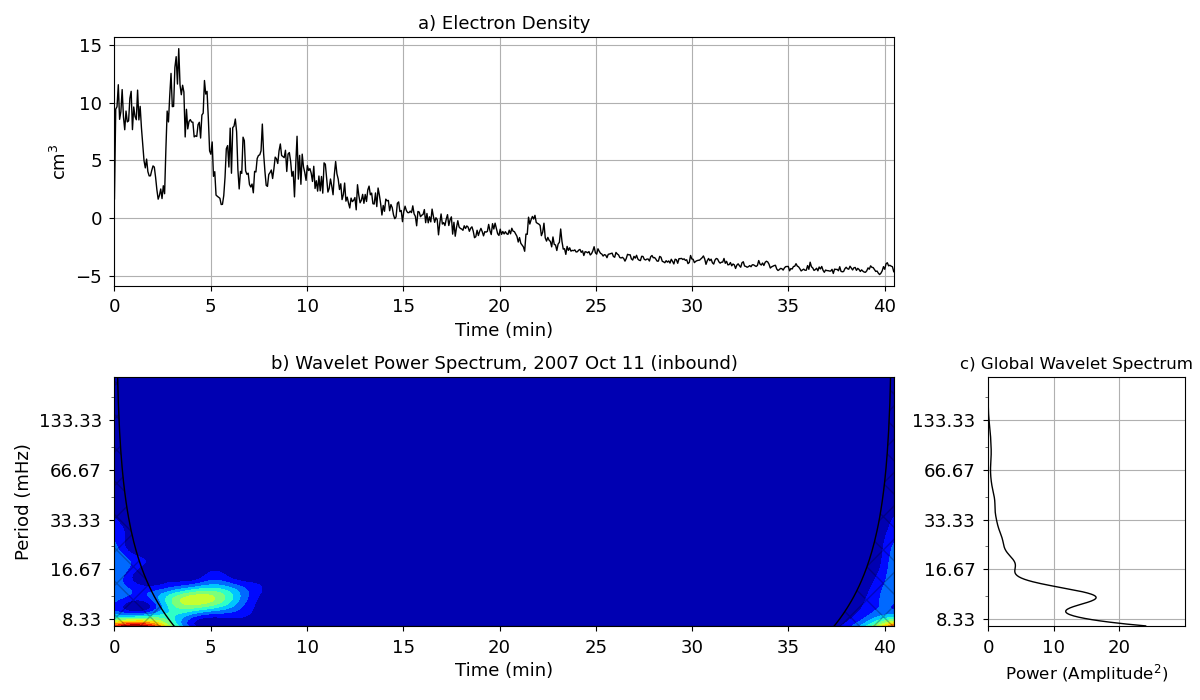 a) Electron Density
15
10
5
0
−5
cm³
0 5 10 15 20 25 30 35 40
Time (min)
b) Wavelet Power Spectrum, 2007 Oct 11 (inbound)
133.33
66.67
33.33
16.67
8.33
Period (mHz)
0 5 10 15 20 25 30 35 40
Time (min)
c) Global Wavelet Spectrum
133.33
66.67
33.33
16.67
8.33
0 10 20
Power (Amplitude²)